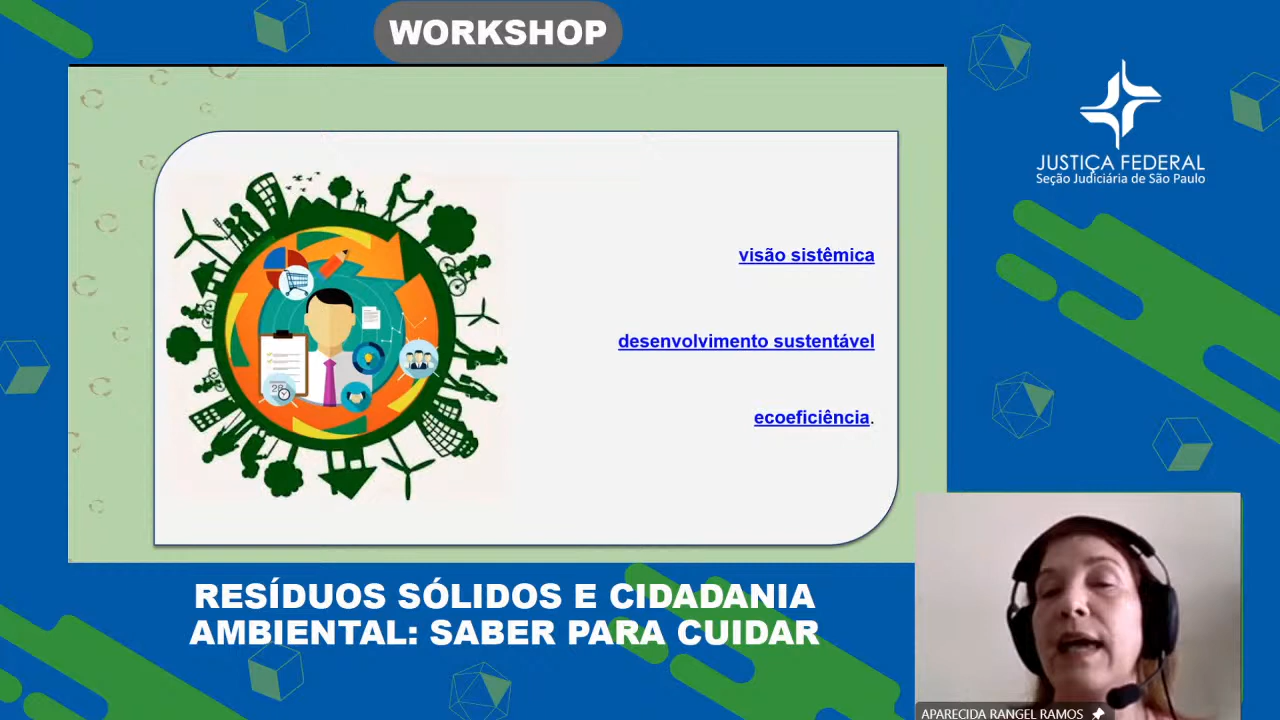 WORKSHOP
JUSTIÇA FEDERAL
Seção Judiciária de São Paulo
visão sistêmica
desenvolvimento sustentável
ecoeficiência.
28
RESÍDUOS SÓLIDOS E CIDADANIA
AMBIENTAL: SABER PARA CUIDAR
APARECIDA RANGEL RAMOS